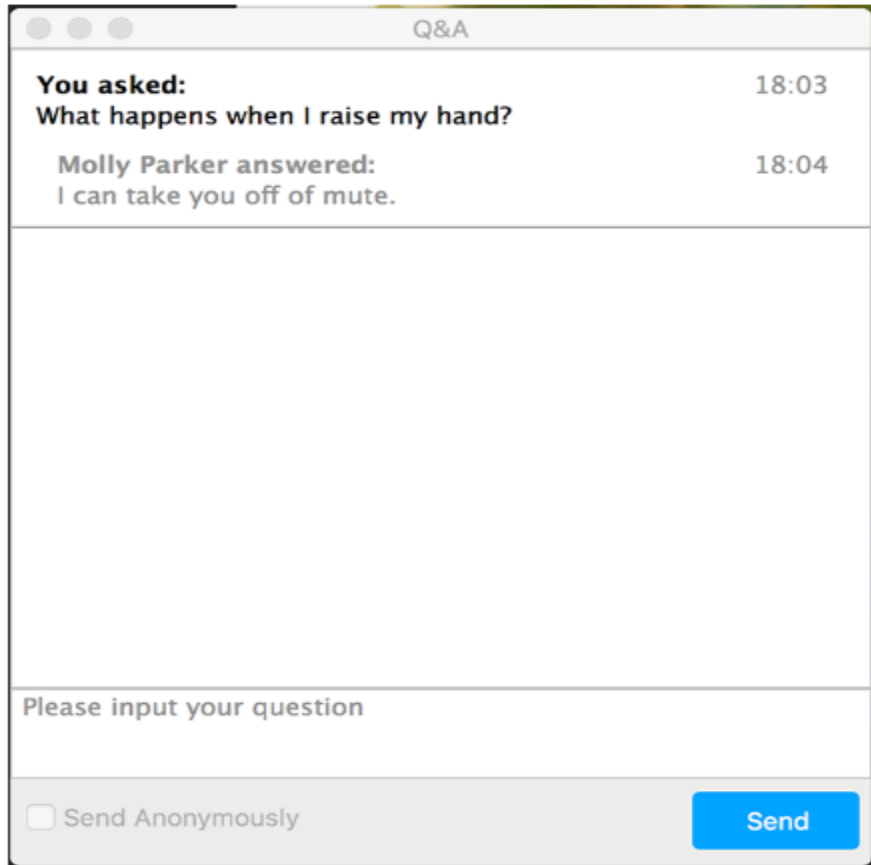 Q&A
You asked: 18:03
What happens when I raise my hand?
Molly Parker answered: 18:04
I can take you off of mute.
Please input your question
Send Anonymously
Send